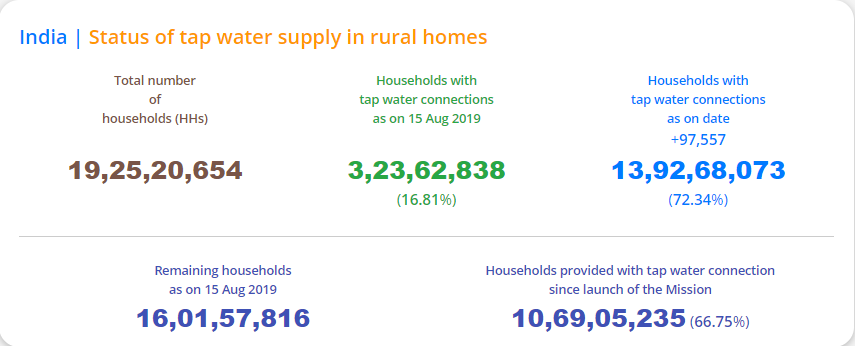 India | Status of tap water supply in rural homes
Total number
of
households (HHs)
19,25,20,654
Households with
tap water connections
as on 15 Aug 2019
3,23,62,838
(16.81%)
Households with
tap water connections
as on date
+97,557
13,92,68,073
(72.34%)
Remaining households
as on 15 Aug 2019
16,01,57,816
Households provided with tap water connection
since launch of the Mission
10,69,05,235 (66.75%)